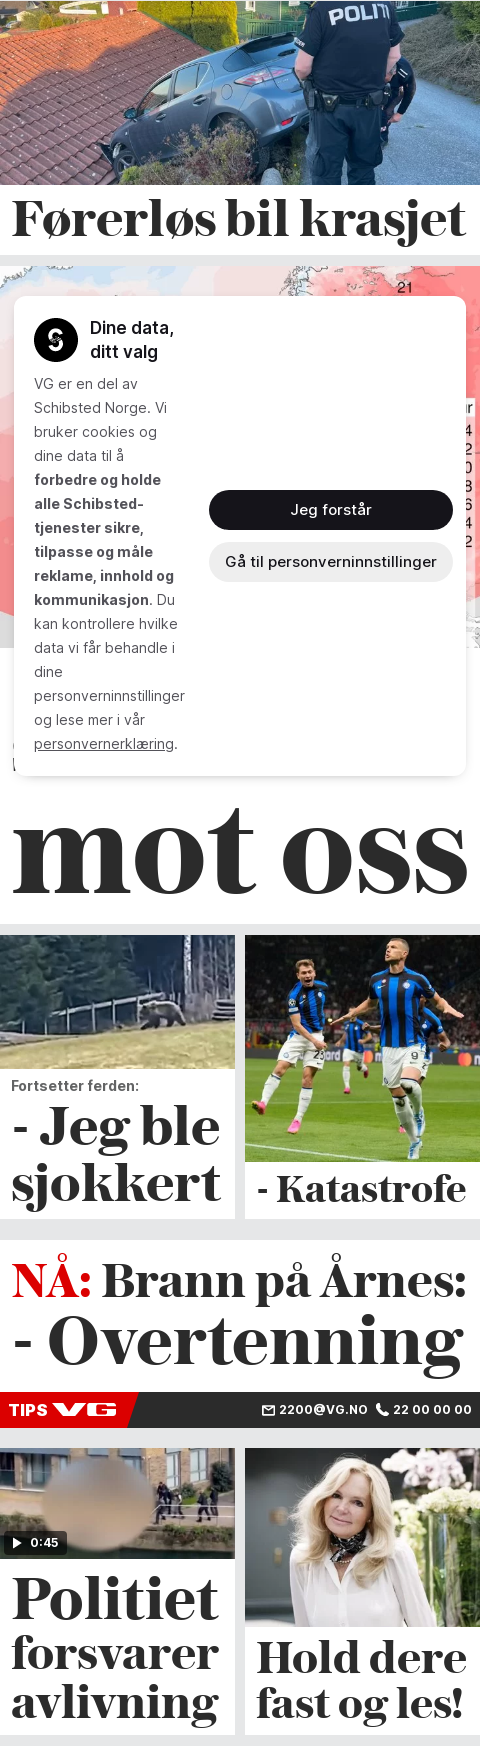 POLITI
Førerløs bil krasjet
21
Dine data,
ditt valg
VG er en del av
Schibsted Norge. Vi
bruker cookies og
dine data til å
forbedre og holde
alle Schibsted-
tjenester sikre,
tilpasse og måle
reklame, innhold og
kommunikasjon. Du
kan kontrollere hvilke
data vi får behandle i
dine
personverninnstillinger
og lese mer i vår
personvernerklæring.
Jeg forstår
Gå til personverninnstillinger
mot oss
Fortsetter ferden:
- Jeg ble
sjokkert
- Katastrofe
NÅ: Brann på Årnes:
- Overtenning
TIPS VG
2200@VG.NO 22 00 00 00
0:45
Politiet
forsvarer
avlivning
Hold dere
fast og les!